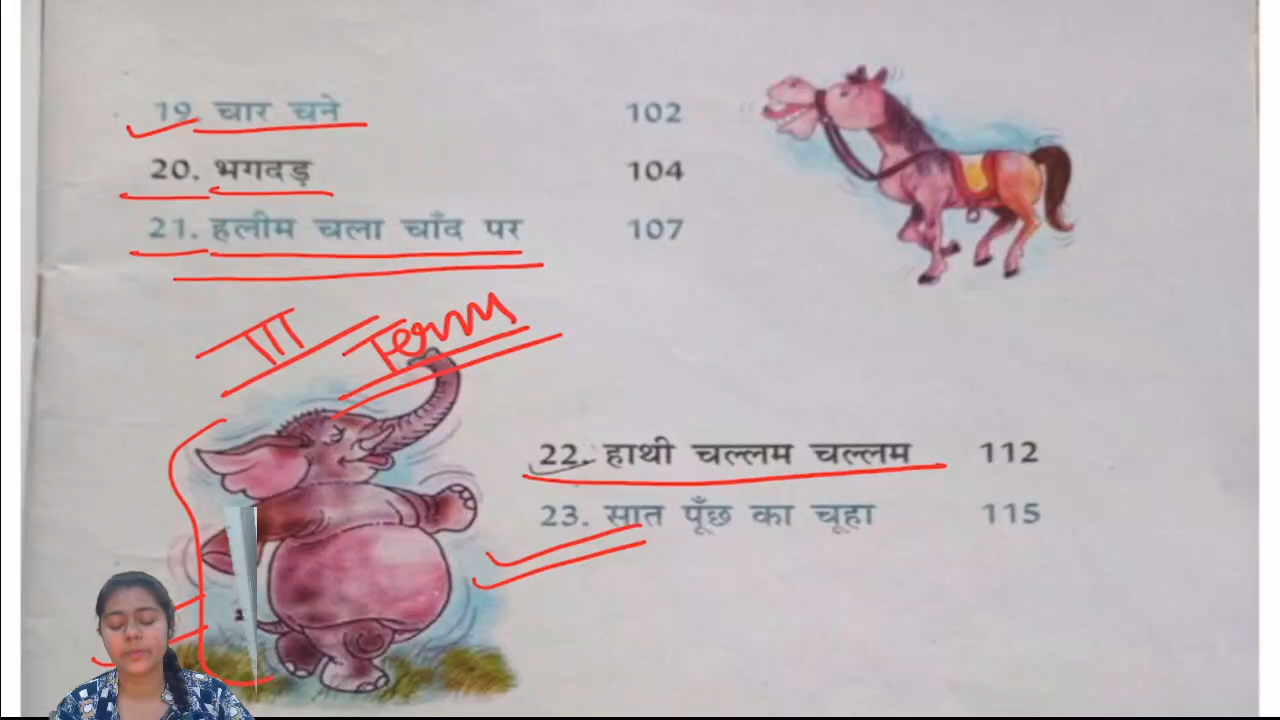 19. चार चने 102
20. भगदड़ 104
21. हलीम चला चाँद पर 107
III Term
22. हाथी चल्लम चल्लम 112
23. सात पूँछ का चूहा 115